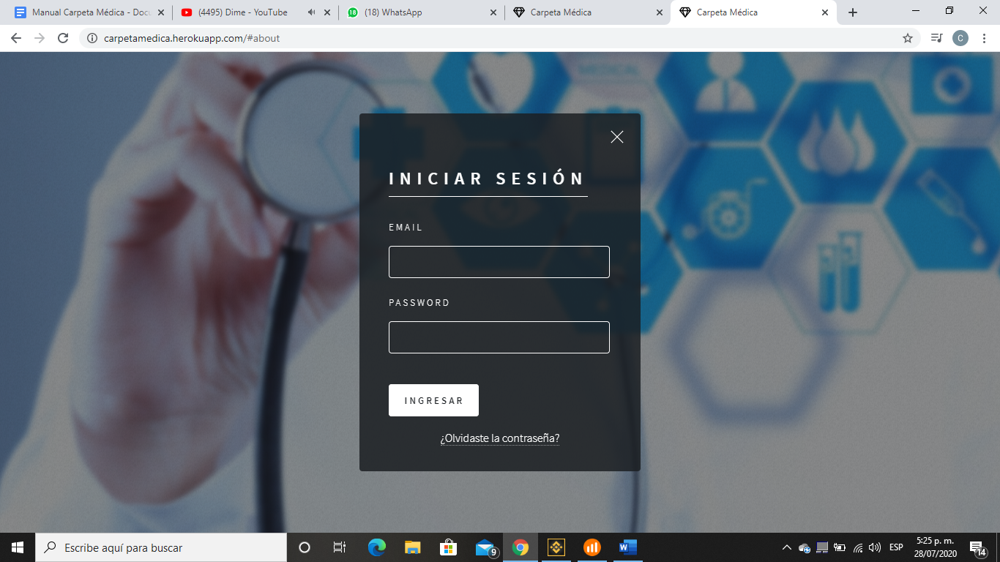 Manual Carpeta Médica - Docu
(4495) Dime - YouTube
18
(18) WhatsApp
Carpeta Médica
Carpeta Médica
carpetamedica.herokuapp.com/#about
C
MEDICAL
INICIAR SESIÓN
EMAIL
PASSWORD
INGRESAR
¿Olvidaste la contraseña?
Escribe aquí para buscar
9
ESP
5:25 p. m.
28/07/2020
14